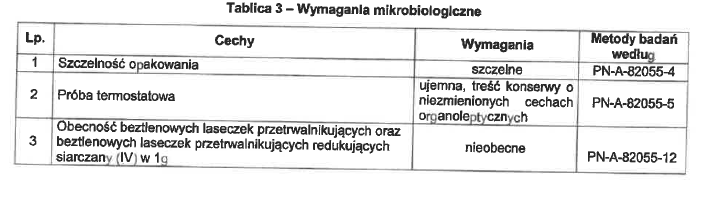 Tablica 3 – Wymagania mikrobiologiczne
Lp.
Cechy
Wymagania
Metody badań
według
1
Szczelność opakowania
szczelne
PN-A-82055-4
2
Próba termostatowa
ujemna, treść konserwy o
niezmienionych cechach
organoleptycznych
PN-A-82055-5
3
Obecność beztlenowych laseczek przetrwalnikujących oraz
beztlenowych laseczek przetrwalnikujących redukujących
siarczany (IV) w 1g
nieobecne
PN-A-82055-12